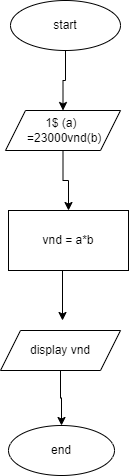 start
1$ (a)
=23000vnd(b)
vnd = a*b
display vnd
end